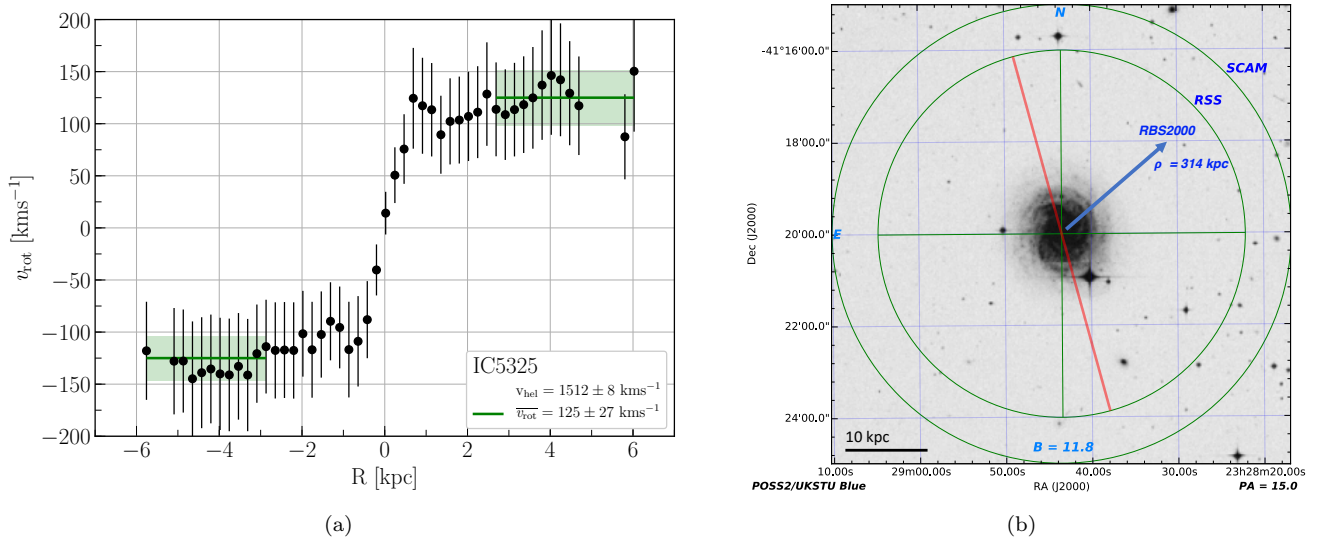 200
150
100
50
0
−50
−100
−150
−200
v_rot [kms⁻¹]
−6
−4
−2
0
2
4
6
R [kpc]
IC5325
v_hel = 1512 ± 8 kms⁻¹
v̅_rot = 125 ± 27 kms⁻¹
(a)
N
-41°16'00.0"
SCAM
RSS
RBS2000
18'00.0"
ρ = 314 kpc
E
20'00.0"
Dec (J2000)
22'00.0"
24'00.0"
10 kpc
B = 11.8
10.00s
29m00.00s
50.00s
40.00s
30.00s
23h28m20.00s
POSS2/UKSTU Blue
RA (J2000)
PA = 15.0
(b)